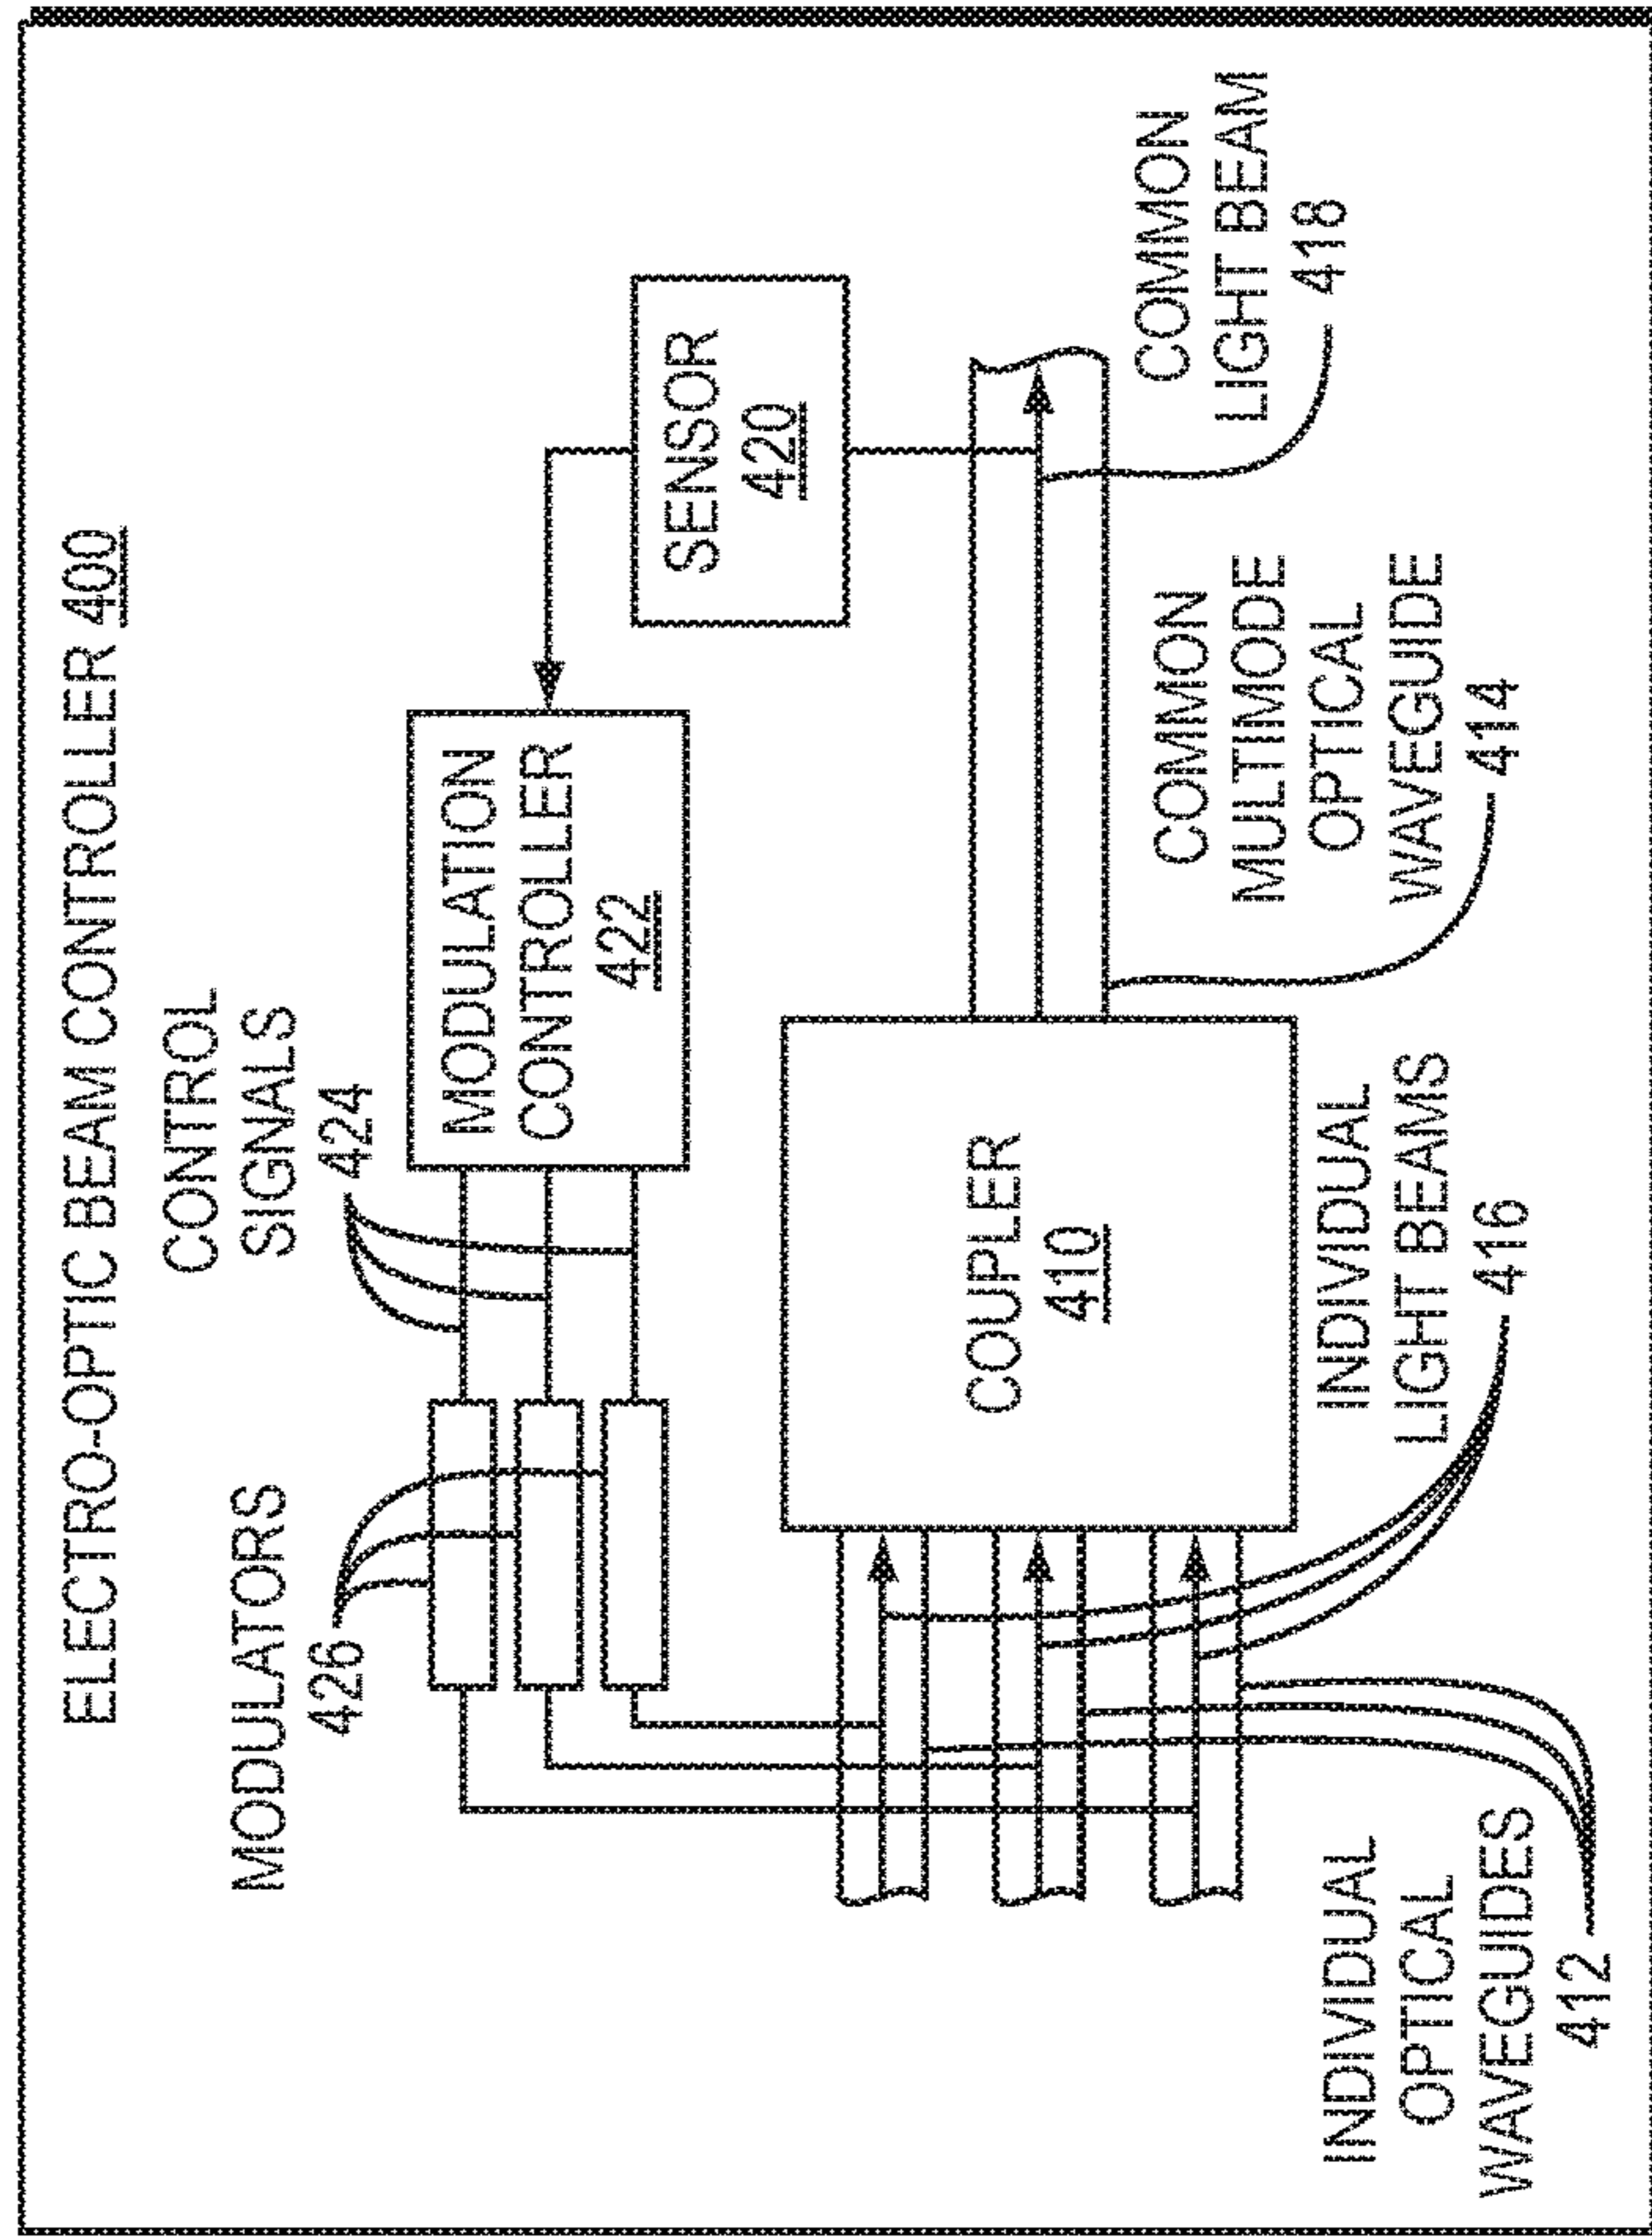 ELECTRO-OPTIC BEAM CONTROLLER 400
CONTROL
SIGNALS
424
MODULATORS
426
MODULATION
CONTROLLER
422
SENSOR
420
COUPLER
410
COMMON
LIGHT BEAM
418
COMMON
MULTIMODE
OPTICAL
WAVEGUIDE
414
INDIVIDUAL
LIGHT BEAMS
416
INDIVIDUAL
OPTICAL
WAVEGUIDES
412